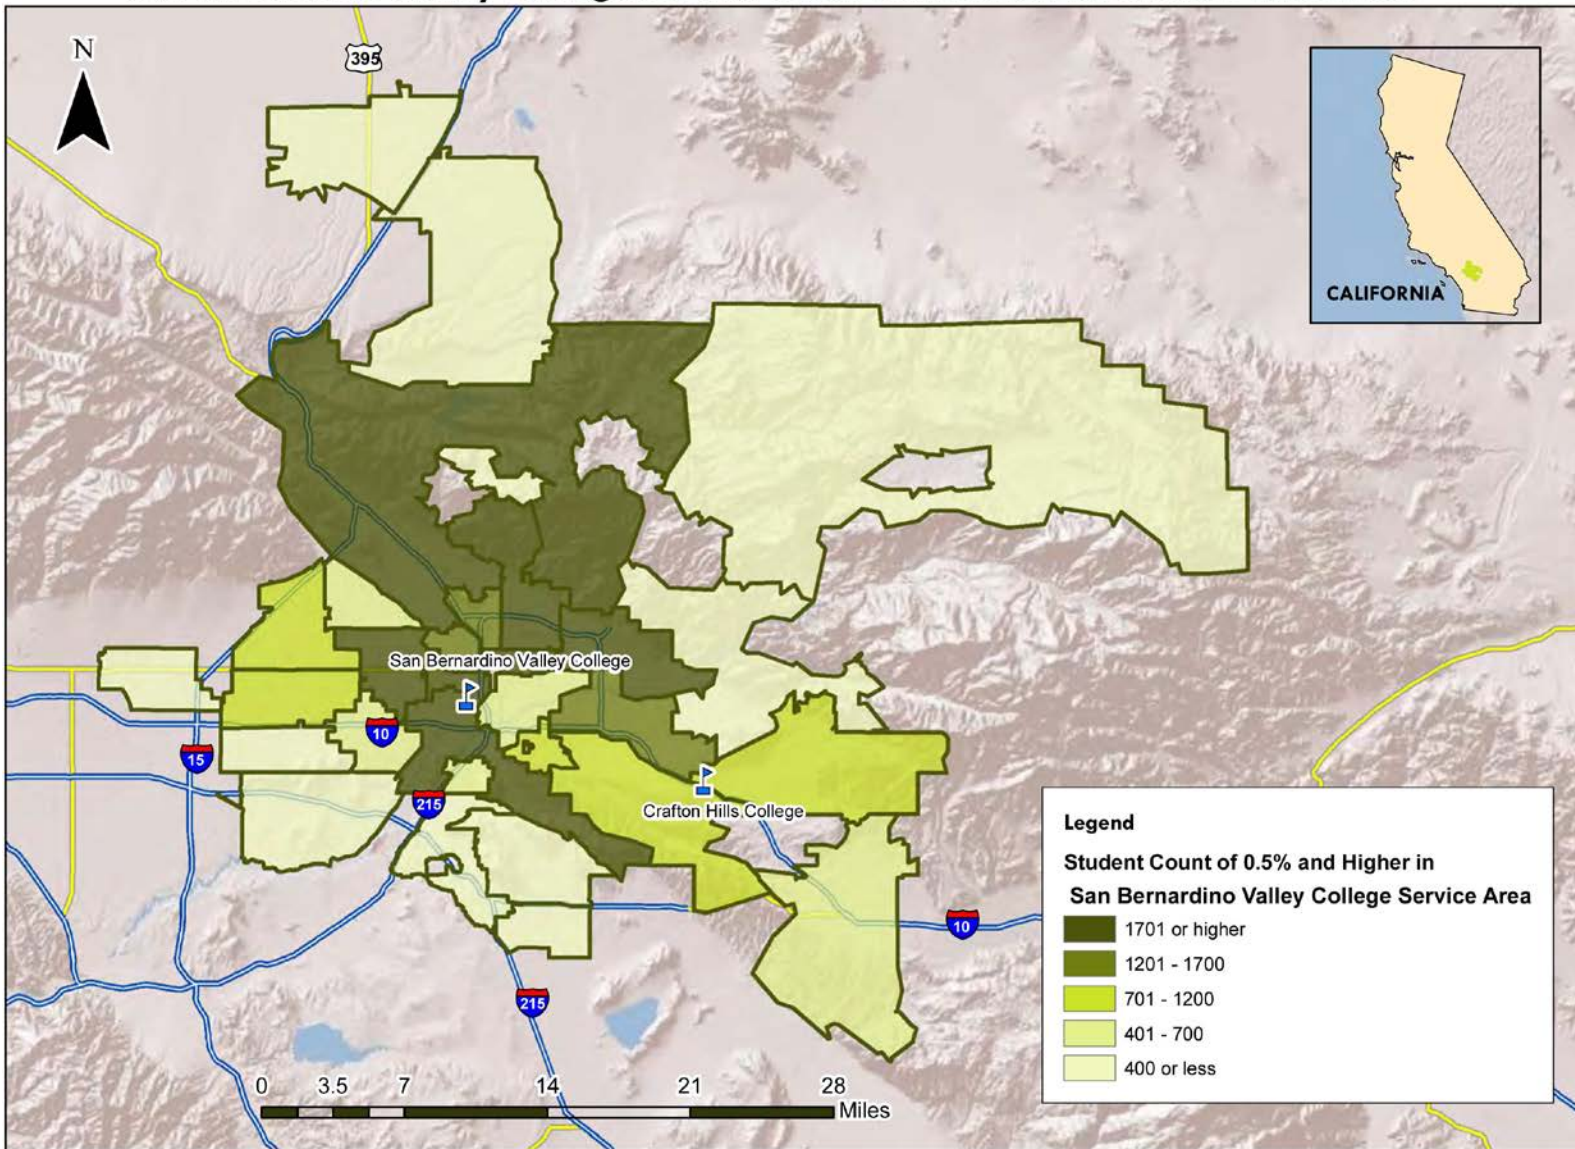 N
395
CALIFORNIA
San Bernardino Valley College
10
15
215
Crafton Hills College
10
215
Legend
Student Count of 0.5% and Higher in
San Bernardino Valley College Service Area
1701 or higher
1201 - 1700
701 - 1200
401 - 700
400 or less
0 3.5 7 14 21 28
Miles